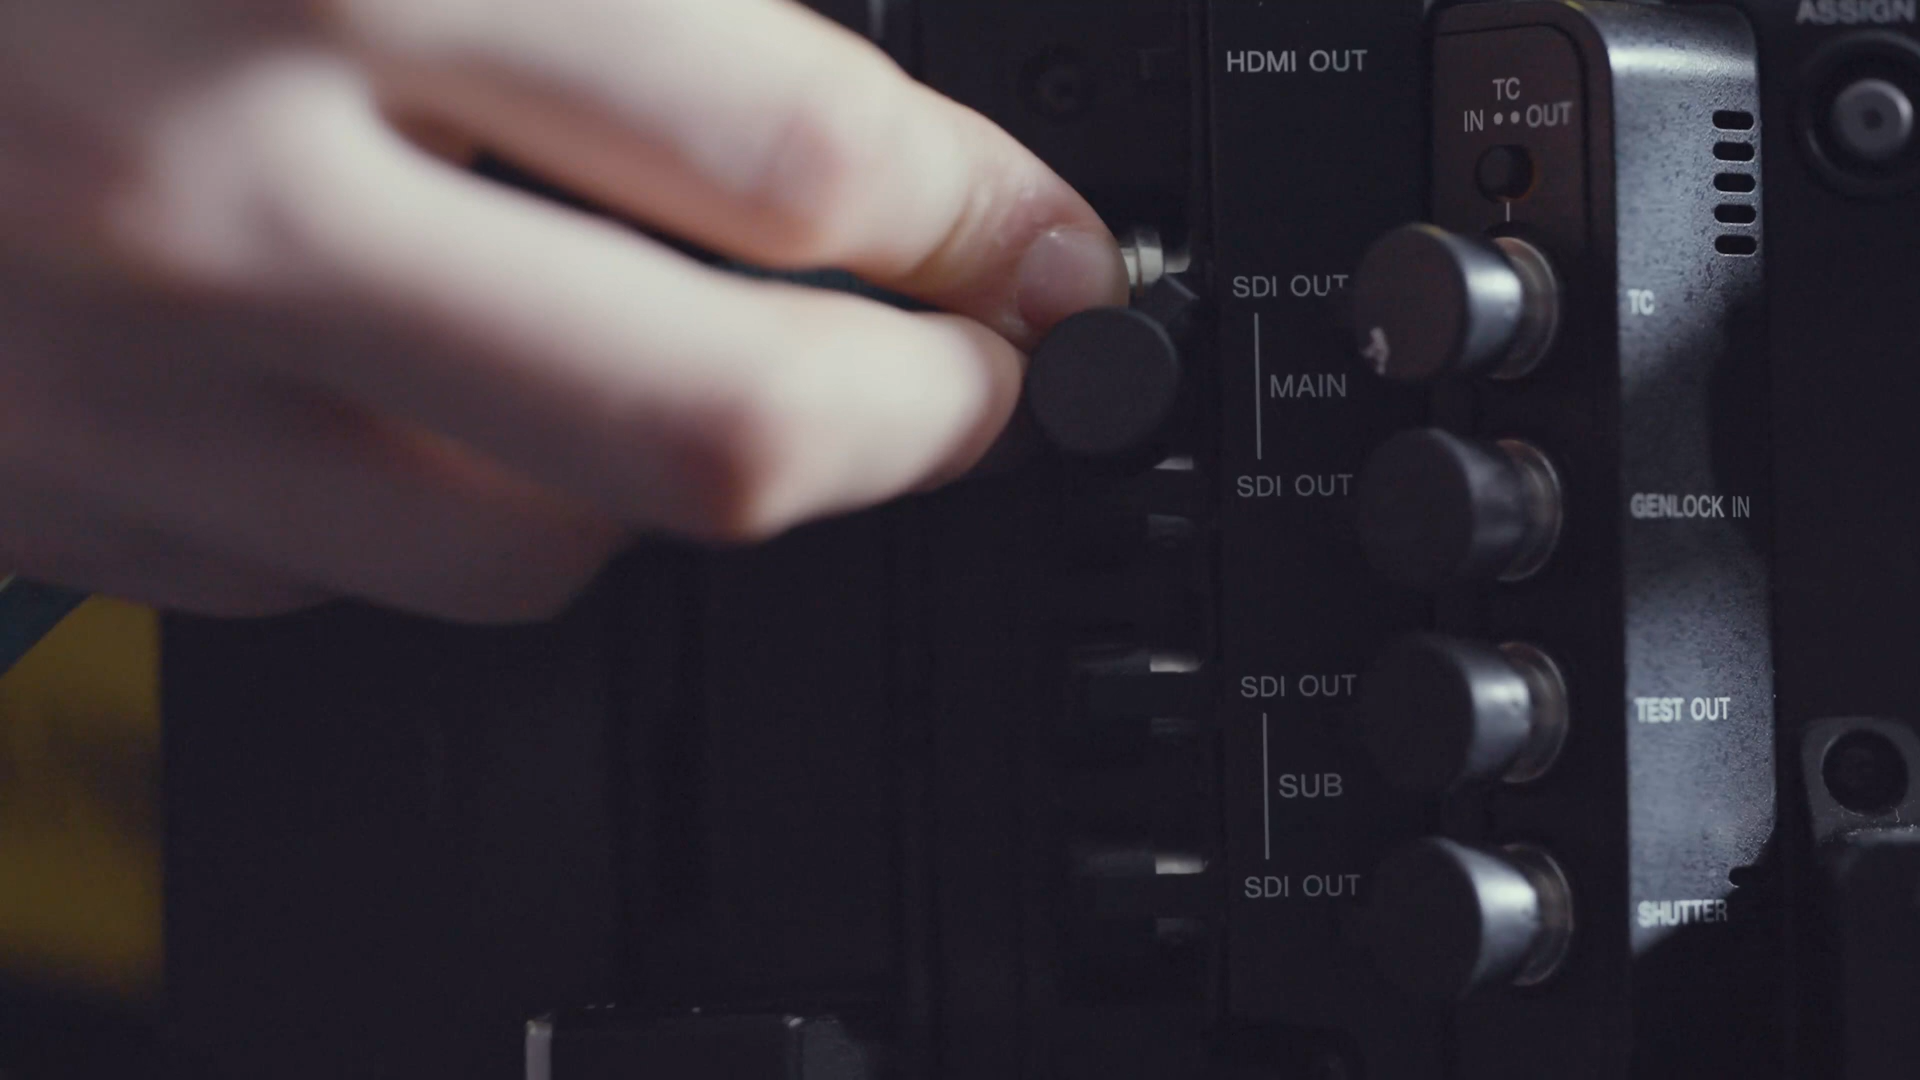 ASSIGN
HDMI OUT
TC
IN •• OUT
SDI OUT
MAIN
SDI OUT
SDI OUT
SUB
SDI OUT
TC
GENLOCK IN
TEST OUT
SHUTTER